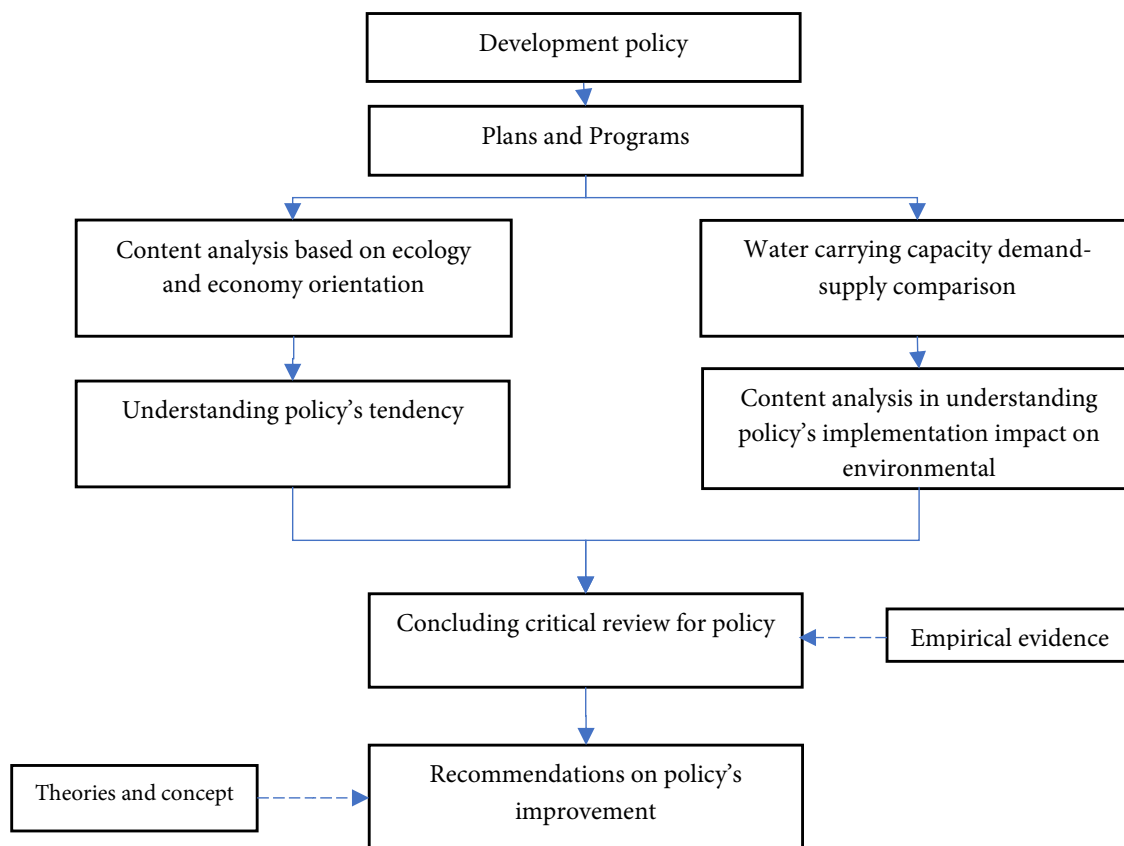 Development policy
Plans and Programs
Content analysis based on ecology
and economy orientation
Water carrying capacity demand-
supply comparison
Understanding policy’s tendency
Content analysis in understanding
policy’s implementation impact on
environmental
Concluding critical review for policy
Empirical evidence
Recommendations on policy’s
improvement
Theories and concept